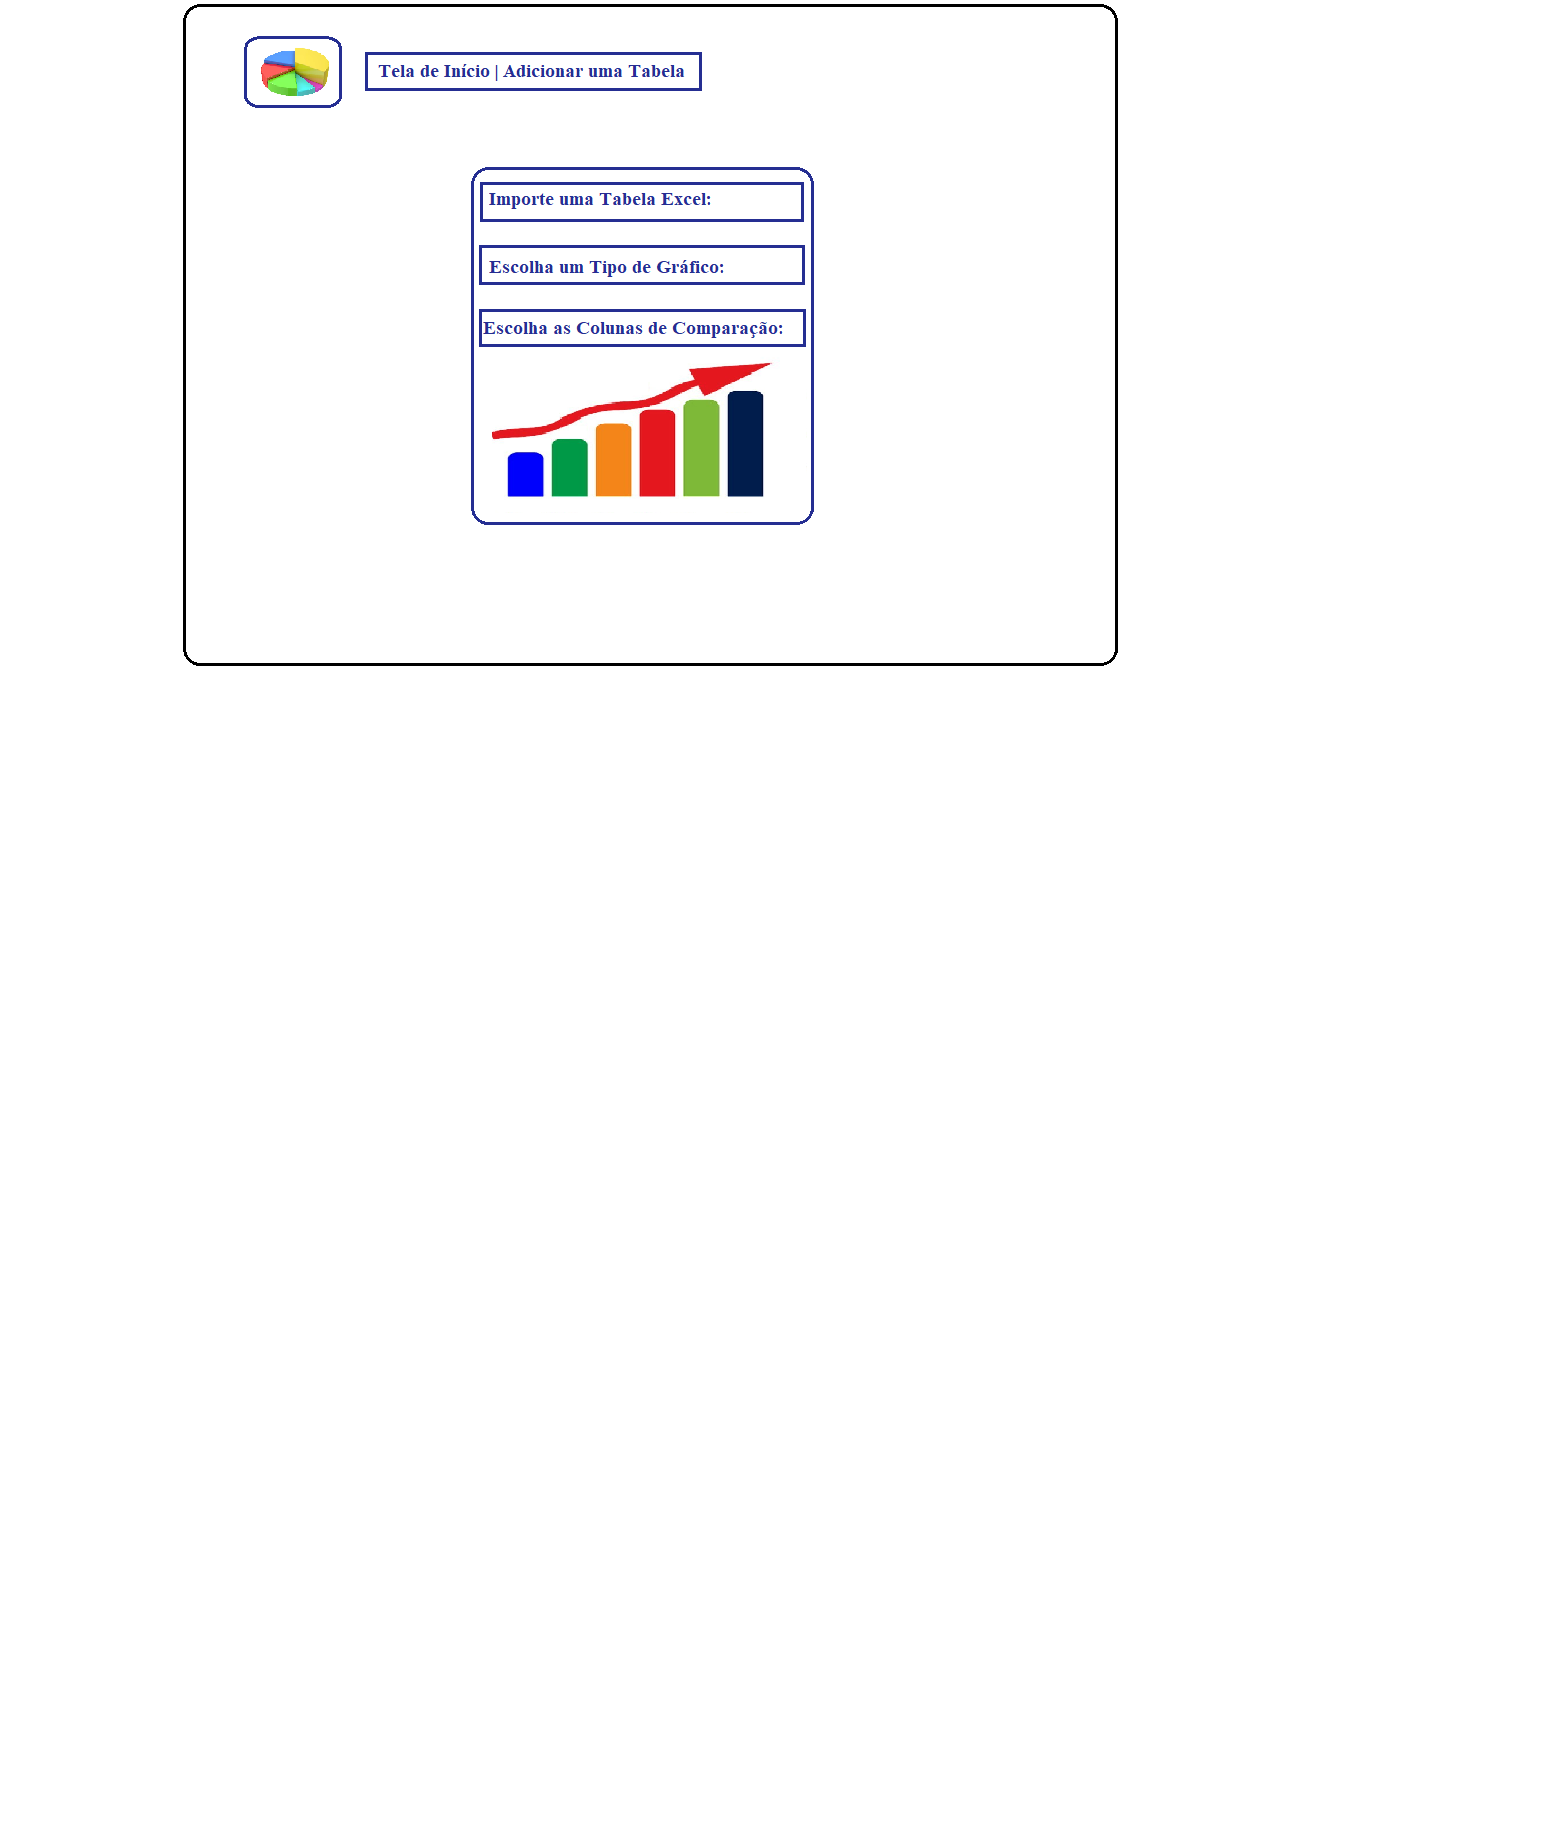 Tela de Início | Adicionar uma Tabela
Importe uma Tabela Excel:
Escolha um Tipo de Gráfico:
Escolha as Colunas de Comparação: